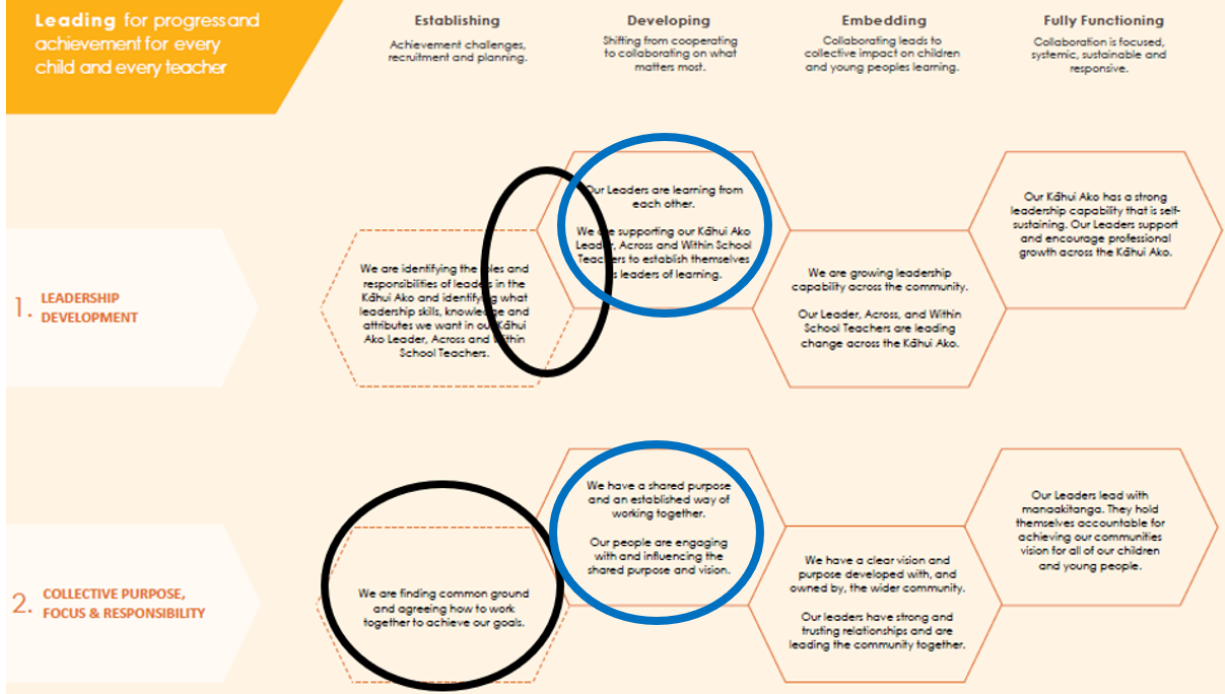 Leading for progress and
achievement for every
child and every teacher
Establishing
Achievement challenges,
recruitment and planning.
Developing
Shifting from cooperating
to collaborating on what
matters most.
Embedding
Collaborating leads to
collective impact on children
and young peoples learning.
Fully Functioning
Collaboration is focused,
systemic, sustainable and
responsive.
1. LEADERSHIP
DEVELOPMENT
We are identifying the roles and
responsibilities of leaders in the
Kāhui Ako and identifying what
leadership skills, knowledge and
attributes we want in our Kāhui
Ako Leader, Across and Within
School Teachers.
Our Leaders are learning from
each other.
We are supporting our Kāhui Ako
Leader, Across and Within School
Teachers to establish themselves
as leaders of learning.
We are growing leadership
capability across the community.
Our Leader, Across, and Within
School Teachers are leading
change across the Kāhui Ako.
Our Kāhui Ako has a strong
leadership capability that is self-
sustaining. Our Leaders support
and encourage professional
growth across the Kāhui Ako.
2. COLLECTIVE PURPOSE,
FOCUS & RESPONSIBILITY
We are finding common ground
and agreeing how to work
together to achieve our goals.
We have a shared purpose
and an established way of
working together.
Our people are engaging
with and influencing the
shared purpose and vision.
We have a clear vision and
purpose developed with, and
owned by, the wider community.
Our leaders have strong and
trusting relationships and are
leading the community together.
Our Leaders lead with
manaakitanga. They hold
themselves accountable for
achieving our communities
vision for all of our children
and young people.